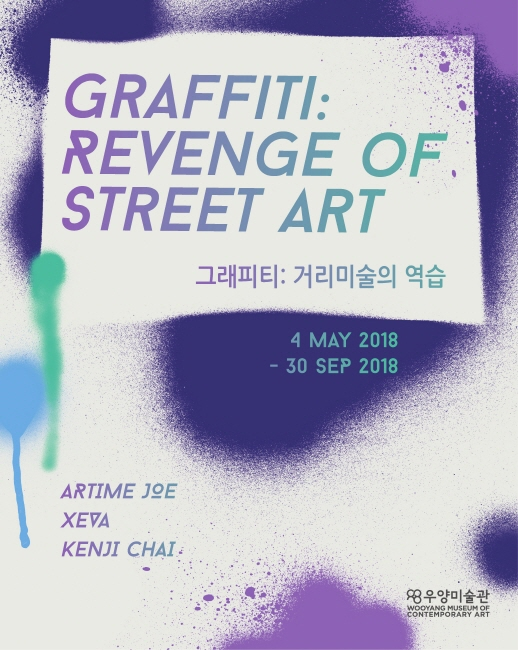 GRAFFITI:
REVENGE OF
STREET ART
그래피티: 거리미술의 역습
4 MAY 2018
- 30 SEP 2018
ARTIME JOE
XEVA
KENJI CHAI
우양미술관
WOOYANG MUSEUM OF
CONTEMPORARY ART